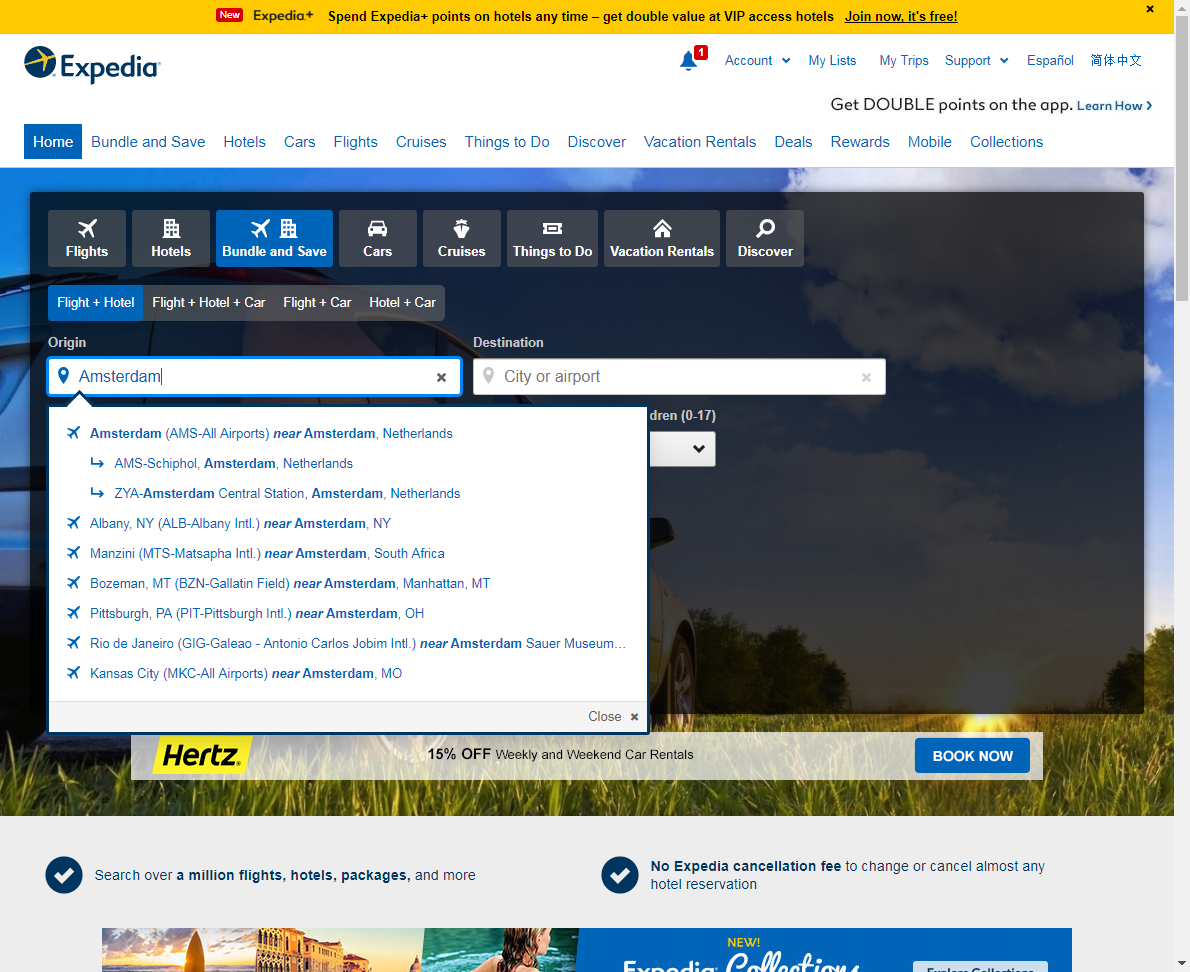 New Expedia+ Spend Expedia+ points on hotels any time – get double value at VIP access hotels Join now, it's free!
Expedia
1 Account My Lists My Trips Support Español 简体中文
Get DOUBLE points on the app. Learn How
Home Bundle and Save Hotels Cars Flights Cruises Things to Do Discover Vacation Rentals Deals Rewards Mobile Collections
Flights Hotels Bundle and Save Cars Cruises Things to Do Vacation Rentals Discover
Flight + Hotel Flight + Hotel + Car Flight + Car Hotel + Car
Origin Destination
Amsterdam City or airport
dren (0-17)
Amsterdam (AMS-All Airports) near Amsterdam, Netherlands
AMS-Schiphol, Amsterdam, Netherlands
ZYA-Amsterdam Central Station, Amsterdam, Netherlands
Albany, NY (ALB-Albany Intl.) near Amsterdam, NY
Manzini (MTS-Matsapha Intl.) near Amsterdam, South Africa
Bozeman, MT (BZN-Gallatin Field) near Amsterdam, Manhattan, MT
Pittsburgh, PA (PIT-Pittsburgh Intl.) near Amsterdam, OH
Rio de Janeiro (GIG-Galeao - Antonio Carlos Jobim Intl.) near Amsterdam Sauer Museum...
Kansas City (MKC-All Airports) near Amsterdam, MO
Close
Hertz. 15% OFF Weekly and Weekend Car Rentals BOOK NOW
Search over a million flights, hotels, packages, and more
No Expedia cancellation fee to change or cancel almost any
hotel reservation
NEW!
Expedia Collections Explore Collections